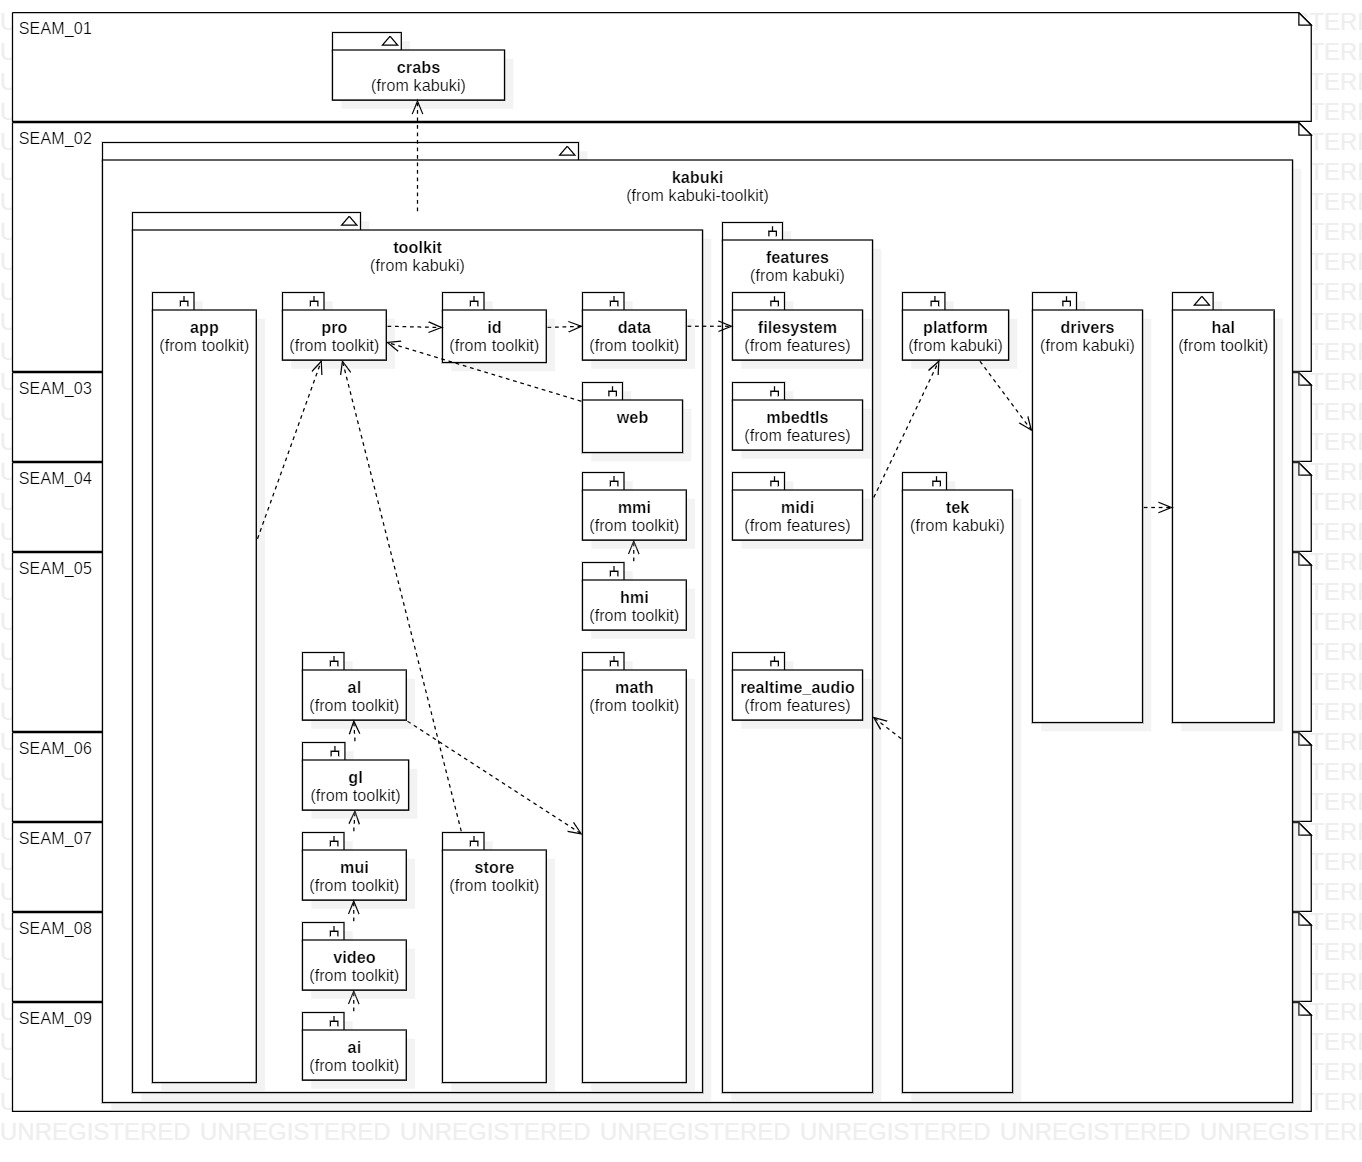 SEAM_01
crabs
(from kabuki)
SEAM_02
kabuki
(from kabuki-toolkit)
toolkit
(from kabuki)
features
(from kabuki)
app
(from toolkit)
pro
(from toolkit)
id
(from toolkit)
data
(from toolkit)
filesystem
(from features)
platform
(from kabuki)
drivers
(from kabuki)
hal
(from toolkit)
SEAM_03
web
mbedtls
(from features)
SEAM_04
mmi
(from toolkit)
midi
(from features)
tek
(from kabuki)
SEAM_05
hmi
(from toolkit)
al
(from toolkit)
math
(from toolkit)
realtime_audio
(from features)
SEAM_06
gl
(from toolkit)
SEAM_07
mui
(from toolkit)
store
(from toolkit)
SEAM_08
video
(from toolkit)
SEAM_09
ai
(from toolkit)
UNREGISTERED UNREGISTERED UNREGISTERED UNREGISTERED UNREGISTERED UNREGISTERED UNREGISTERI